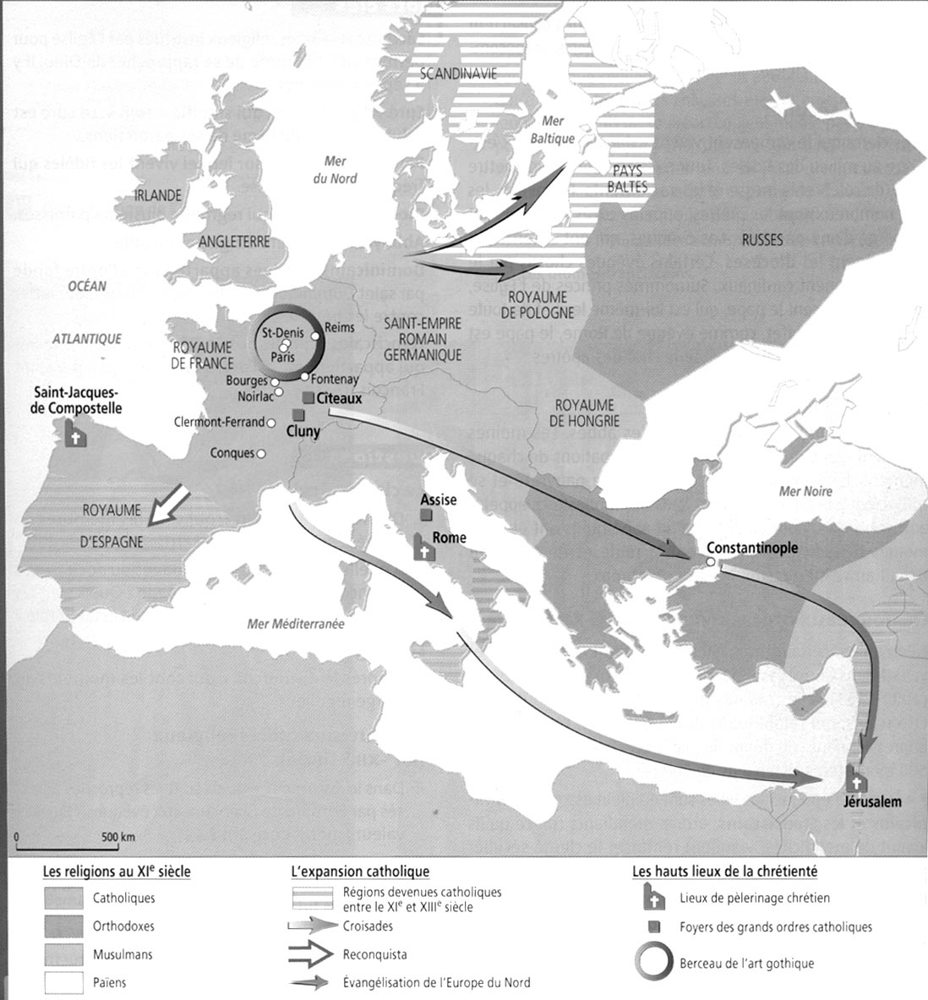 SCANDINAVIE
Mer
Baltique
Mer
du Nord
PAYS
BALTES
IRLANDE
ANGLETERRE
RUSSES
OCÉAN
ATLANTIQUE
ROYAUME
DE POLOGNE
SAINT-EMPIRE
ROMAIN
GERMANIQUE
St-Denis
Reims
Paris
ROYAUME
DE FRANCE
Bourges
Fontenay
Noirlac
Cîteaux
Saint-Jacques-
de Compostelle
ROYAUME
DE HONGRIE
Clermont-Ferrand
Cluny
Conques
Mer Noire
Assise
ROYAUME
D'ESPAGNE
Rome
Constantinople
Mer Méditerranée
Jérusalem
0 500 km
Les religions au XIe siècle
Catholiques
Orthodoxes
Musulmans
Païens
L'expansion catholique
Régions devenues catholiques
entre le XIe et XIIIe siècle
Croisades
Reconquista
Évangélisation de l'Europe du Nord
Les hauts lieux de la chrétienté
Lieux de pèlerinage chrétien
Foyers des grands ordres catholiques
Berceau de l'art gothique